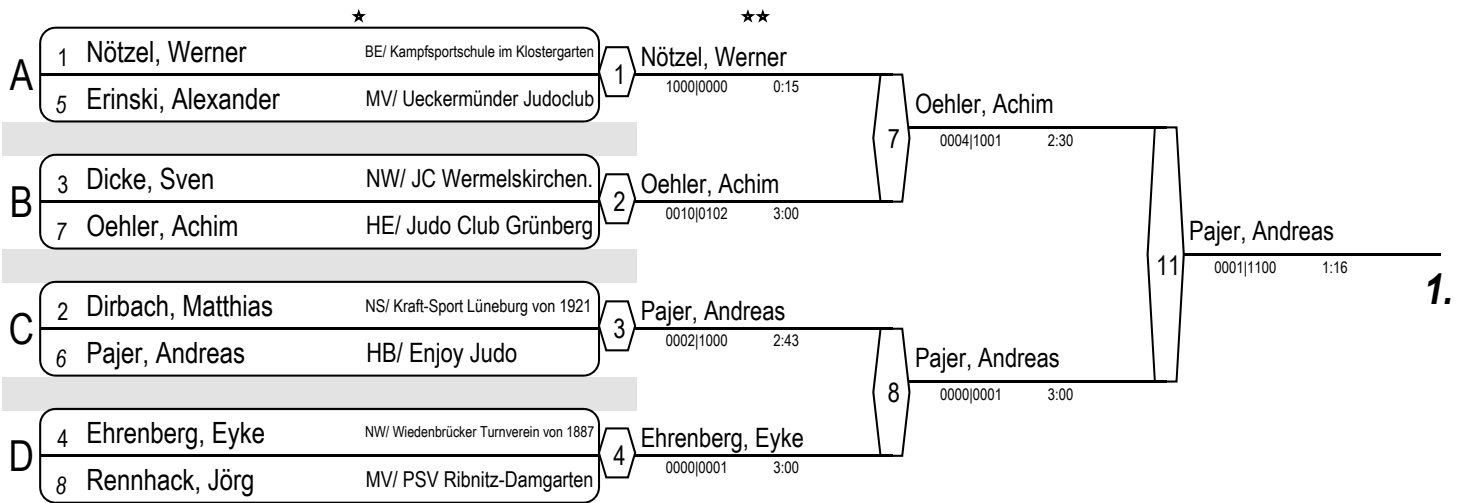 ★ ★★
A
1 Nötzel, Werner BE/ Kampfsportschule im Klostergarten
5 Erinski, Alexander MV/ Ueckermünder Judoclub
1
Nötzel, Werner
1000|0000 0:15
B
3 Dicke, Sven NW/ JC Wermelskirchen.
7 Oehler, Achim HE/ Judo Club Grünberg
2
Oehler, Achim
0010|0102 3:00
7
Oehler, Achim
0004|1001 2:30
C
2 Dirbach, Matthias NS/ Kraft-Sport Lüneburg von 1921
6 Pajer, Andreas HB/ Enjoy Judo
3
Pajer, Andreas
0002|1000 2:43
D
4 Ehrenberg, Eyke NW/ Wiedenbrücker Turnverein von 1887
8 Rennhack, Jörg MV/ PSV Ribnitz-Damgarten
4
Ehrenberg, Eyke
0000|0001 3:00
8
Pajer, Andreas
0000|0001 3:00
11
Pajer, Andreas
0001|1100 1:16
1.